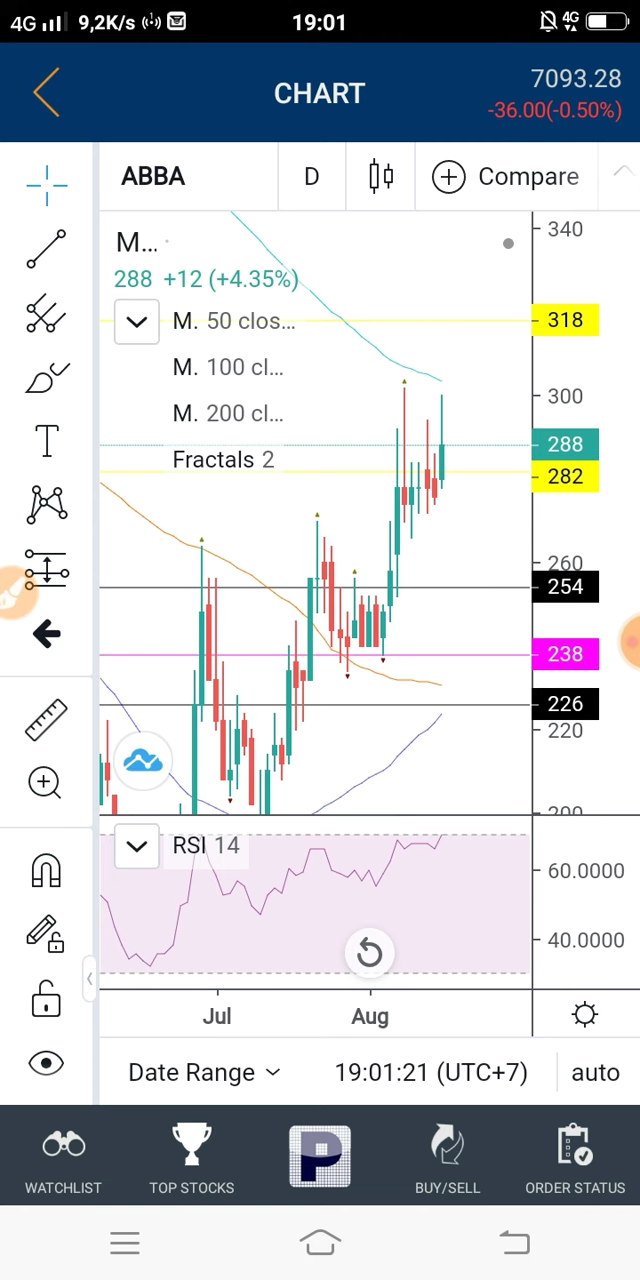 4G 9,2K/s 19:01 4G
CHART
7093.28
-36.00(-0.50%)
ABBA D Compare
M...
288 +12 (+4.35%)
M. 50 clos...
M. 100 cl...
M. 200 cl...
Fractals 2
340
318
300
288
282
260
254
238
226
220
200
RSI 14
60.0000
40.0000
Jul Aug
Date Range 19:01:21 (UTC+7) auto
WATCHLIST TOP STOCKS P BUY/SELL ORDER STATUS